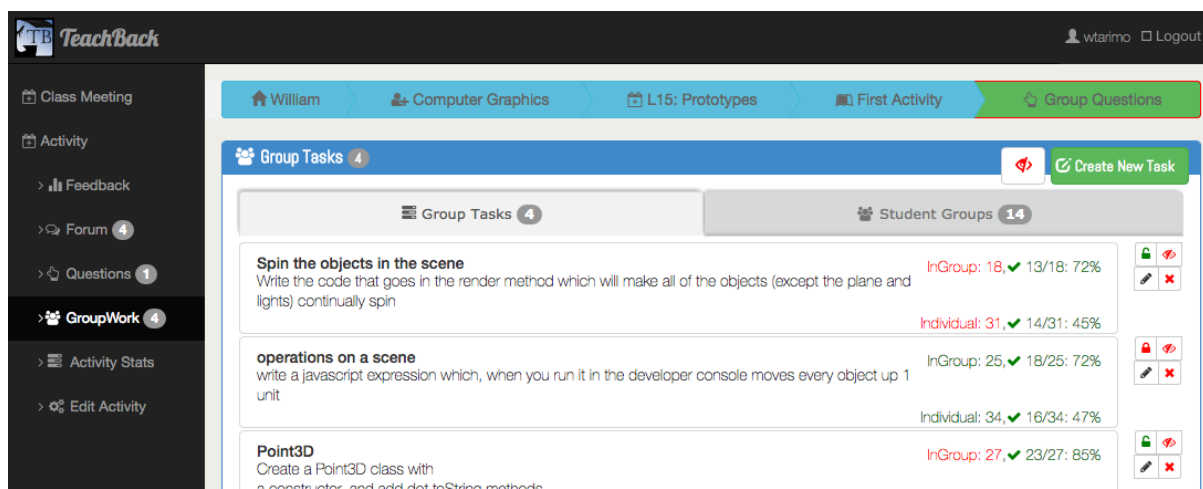 TB TeachBack
wtarimo Logout
Class Meeting
Activity
> Feedback
> Forum 4
> Questions 1
> GroupWork 4
> Activity Stats
> Edit Activity
William Computer Graphics L15: Prototypes First Activity Group Questions
Group Tasks 4
Create New Task
Group Tasks 4 Student Groups 14
Spin the objects in the scene
Write the code that goes in the render method which will make all of the objects (except the plane and
lights) continually spin
InGroup: 18, ✔ 13/18: 72%
Individual: 31, ✔ 14/31: 45%
operations on a scene
write a javascript expression which, when you run it in the developer console moves every object up 1
unit
InGroup: 25, ✔ 18/25: 72%
Individual: 34, ✔ 16/34: 47%
Point3D
Create a Point3D class with
a constructor, and add dot toString methods
InGroup: 27, ✔ 23/27: 85%